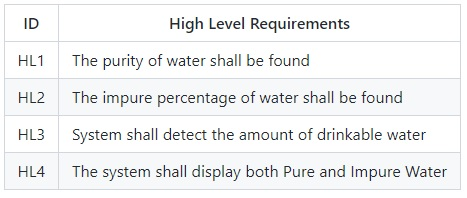 ID High Level Requirements
HL1 The purity of water shall be found
HL2 The impure percentage of water shall be found
HL3 System shall detect the amount of drinkable water
HL4 The system shall display both Pure and Impure Water